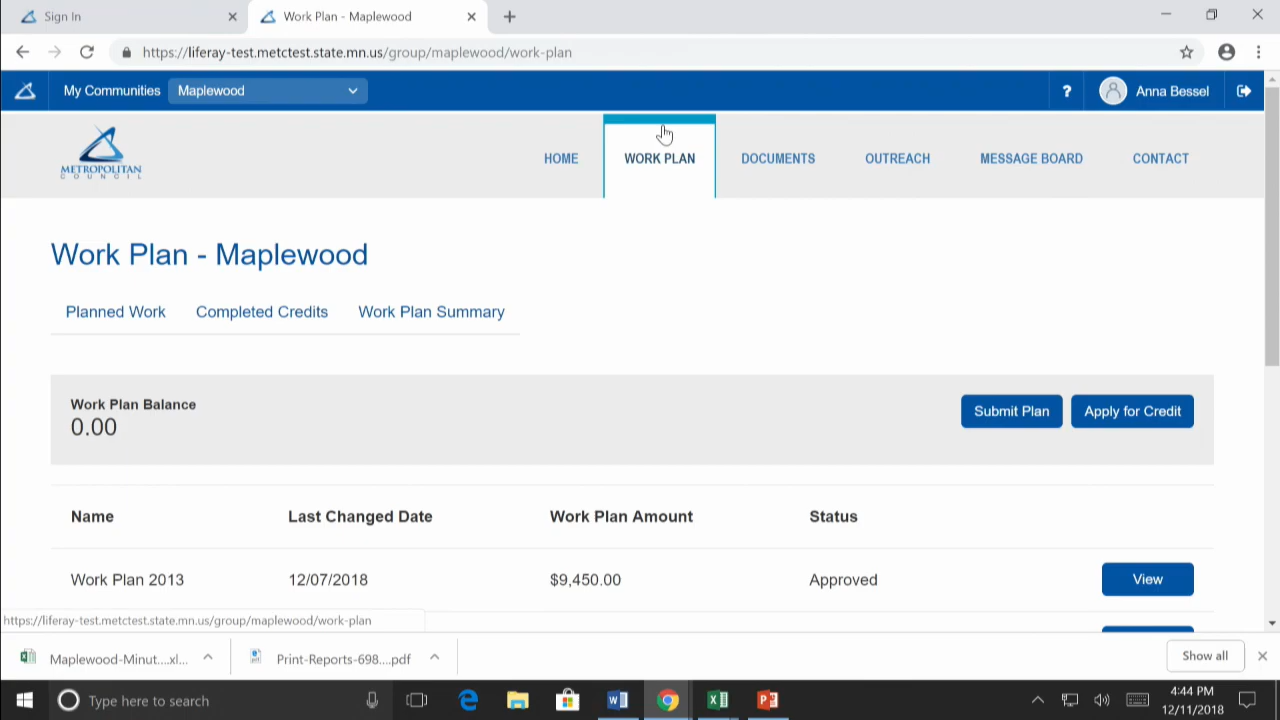 Sign In
Work Plan - Maplewood
https://liferay-test.metctest.state.mn.us/group/maplewood/work-plan
My Communities
Maplewood
?
Anna Bessel
METROPOLITAN
COUNCIL
HOME
WORK PLAN
DOCUMENTS
OUTREACH
MESSAGE BOARD
CONTACT
Work Plan - Maplewood
Planned Work
Completed Credits
Work Plan Summary
Work Plan Balance
0.00
Submit Plan
Apply for Credit
Name Last Changed Date Work Plan Amount Status
Work Plan 2013 12/07/2018 $9,450.00 Approved View
https://liferay-test.metctest.state.mn.us/group/maplewood/work-plan
Maplewood-Minut....xl...
Print-Reports-698....pdf
Show all
Type here to search
4:44 PM
12/11/2018